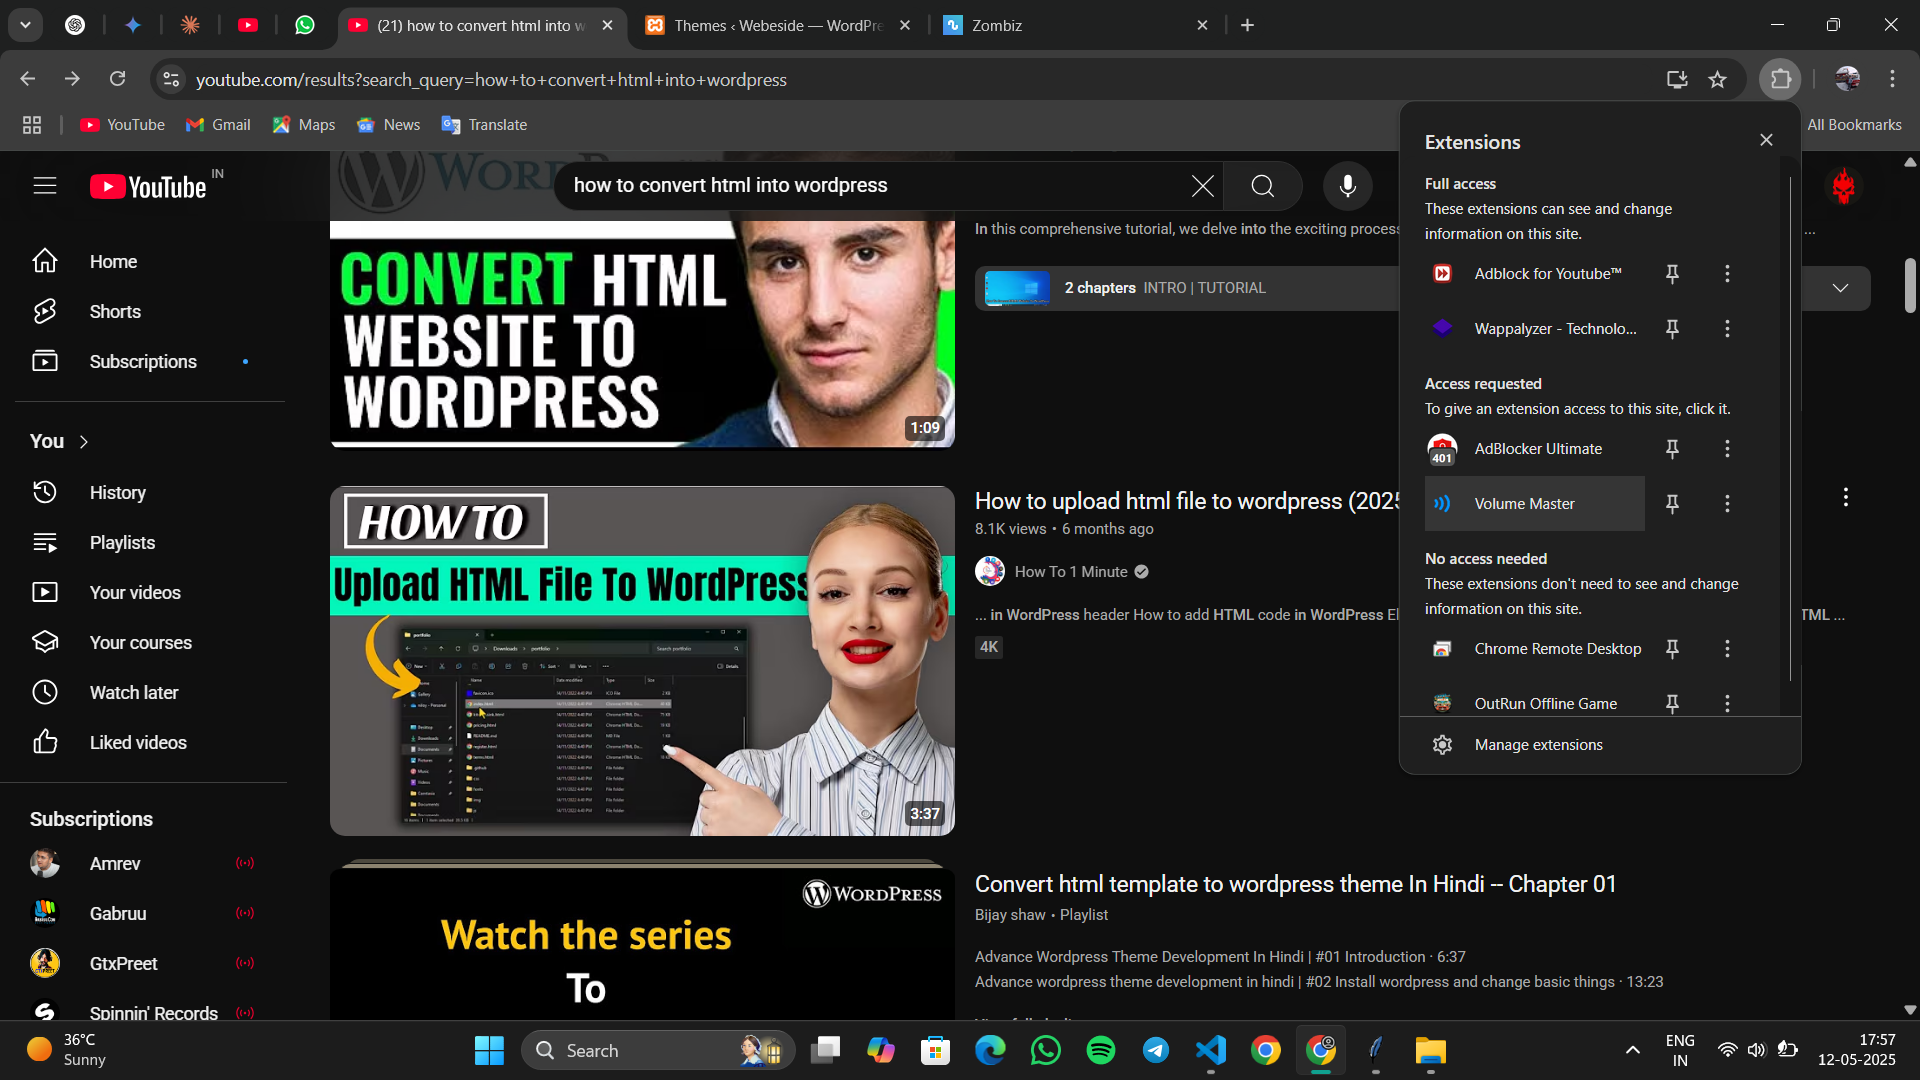 (21) how to convert html into w
Themes ‹ Webeside — WordPre
Zombiz
youtube.com/results?search_query=how+to+convert+html+into+wordpress
YouTube
Gmail
Maps
News
Translate
All Bookmarks
YouTube IN
how to convert html into wordpress
Home
Shorts
Subscriptions
You
History
Playlists
Your videos
Your courses
Watch later
Liked videos
Subscriptions
Amrev
Gabruu
GtxPreet
Spinnin' Records
CONVERT HTML
WEBSITE TO
WORDPRESS
1:09
In this comprehensive tutorial, we delve into the exciting process
...
2 chapters INTRO | TUTORIAL
HOW TO
Upload HTML File To WordPress
portfolio
Downloads
portfolio
Search portfolio
3:37
How to upload html file to wordpress (2025
8.1K views • 6 months ago
How To 1 Minute
... in WordPress header How to add HTML code in WordPress El
TML ...
4K
WORDPRESS
Watch the series
To
Convert html template to wordpress theme In Hindi -- Chapter 01
Bijay shaw • Playlist
Advance Wordpress Theme Development In Hindi | #01 Introduction · 6:37
Advance wordpress theme development in hindi | #02 Install wordpress and change basic things · 13:23
Extensions
Full access
These extensions can see and change
information on this site.
Adblock for Youtube™
Wappalyzer - Technolo...
Access requested
To give an extension access to this site, click it.
AdBlocker Ultimate
401
Volume Master
No access needed
These extensions don't need to see and change
information on this site.
Chrome Remote Desktop
OutRun Offline Game
Manage extensions
36°C
Sunny
Search
ENG
IN
17:57
12-05-2025